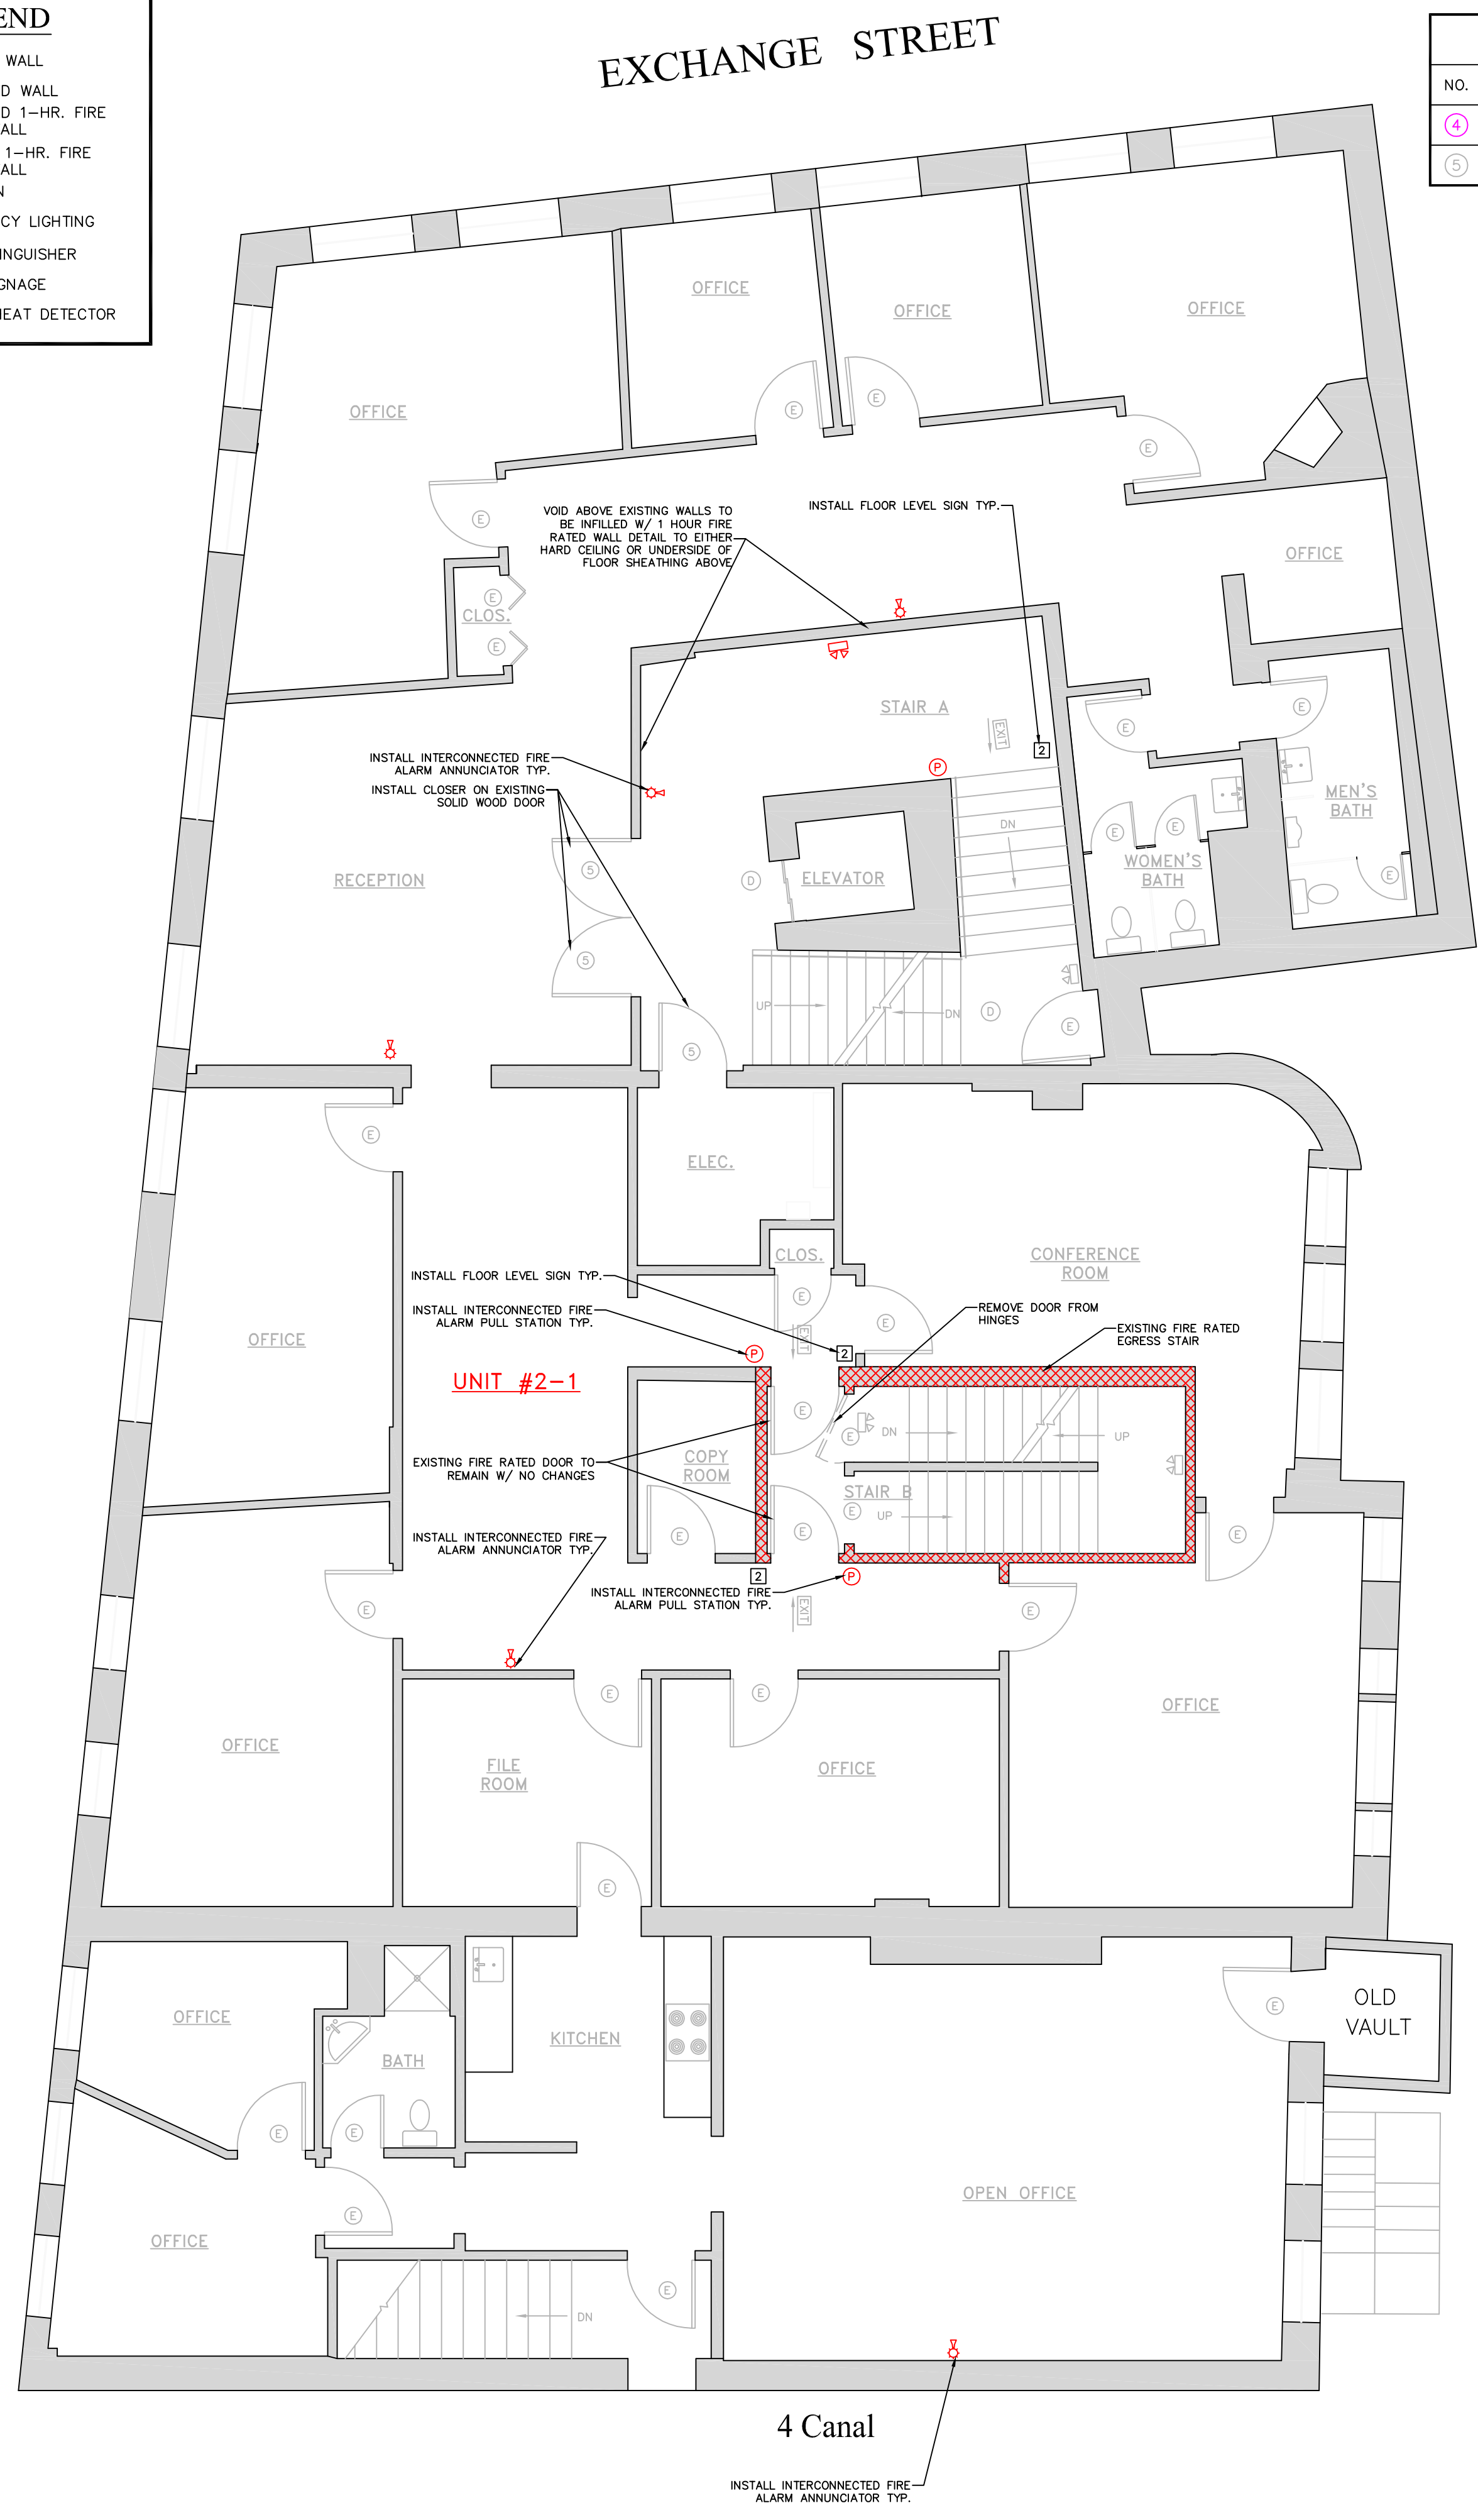 END
WALL
D WALL
D 1-HR. FIRE
ALL
1-HR. FIRE
ALL
N
CY LIGHTING
INGUISHER
GNAGE
HEAT DETECTOR
EXCHANGE STREET
NO.
4
5
OFFICE
OFFICE
OFFICE
OFFICE
E
E
E
E
VOID ABOVE EXISTING WALLS TO
BE INFILLED W/ 1 HOUR FIRE
RATED WALL DETAIL TO EITHER
HARD CEILING OR UNDERSIDE OF
FLOOR SHEATHING ABOVE
INSTALL FLOOR LEVEL SIGN TYP.
OFFICE
E
CLOS.
E
STAIR A
EXIT
2
E
E
INSTALL INTERCONNECTED FIRE
ALARM ANNUNCIATOR TYP.
INSTALL CLOSER ON EXISTING
SOLID WOOD DOOR
P
MEN'S
BATH
DN
E
E
WOMEN'S
BATH
E
RECEPTION
5
D
ELEVATOR
5
UP
DN
D
E
5
E
ELEC.
CLOS.
CONFERENCE
ROOM
INSTALL FLOOR LEVEL SIGN TYP.
E
INSTALL INTERCONNECTED FIRE
ALARM PULL STATION TYP.
REMOVE DOOR FROM
HINGES
E
EXISTING FIRE RATED
EGRESS STAIR
OFFICE
EXIT
P
2
UNIT #2-1
E
E
DN
UP
COPY
ROOM
EXISTING FIRE RATED DOOR TO
REMAIN W/ NO CHANGES
STAIR B
E
UP
E
E
E
INSTALL INTERCONNECTED FIRE
ALARM ANNUNCIATOR TYP.
2
P
INSTALL INTERCONNECTED FIRE
ALARM PULL STATION TYP.
EXIT
E
E
E
E
OFFICE
OFFICE
FILE
ROOM
OFFICE
E
OFFICE
KITCHEN
BATH
E
OLD
VAULT
E
E
OPEN OFFICE
E
OFFICE
E
DN
4 Canal
INSTALL INTERCONNECTED FIRE
ALARM ANNUNCIATOR TYP.